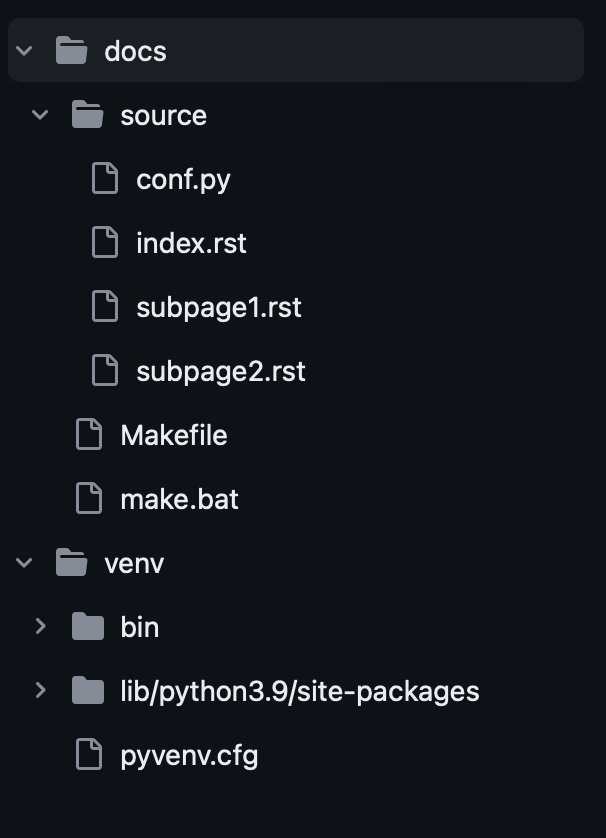 docs
source
conf.py
index.rst
subpage1.rst
subpage2.rst
Makefile
make.bat
venv
bin
lib/python3.9/site-packages
pyvenv.cfg